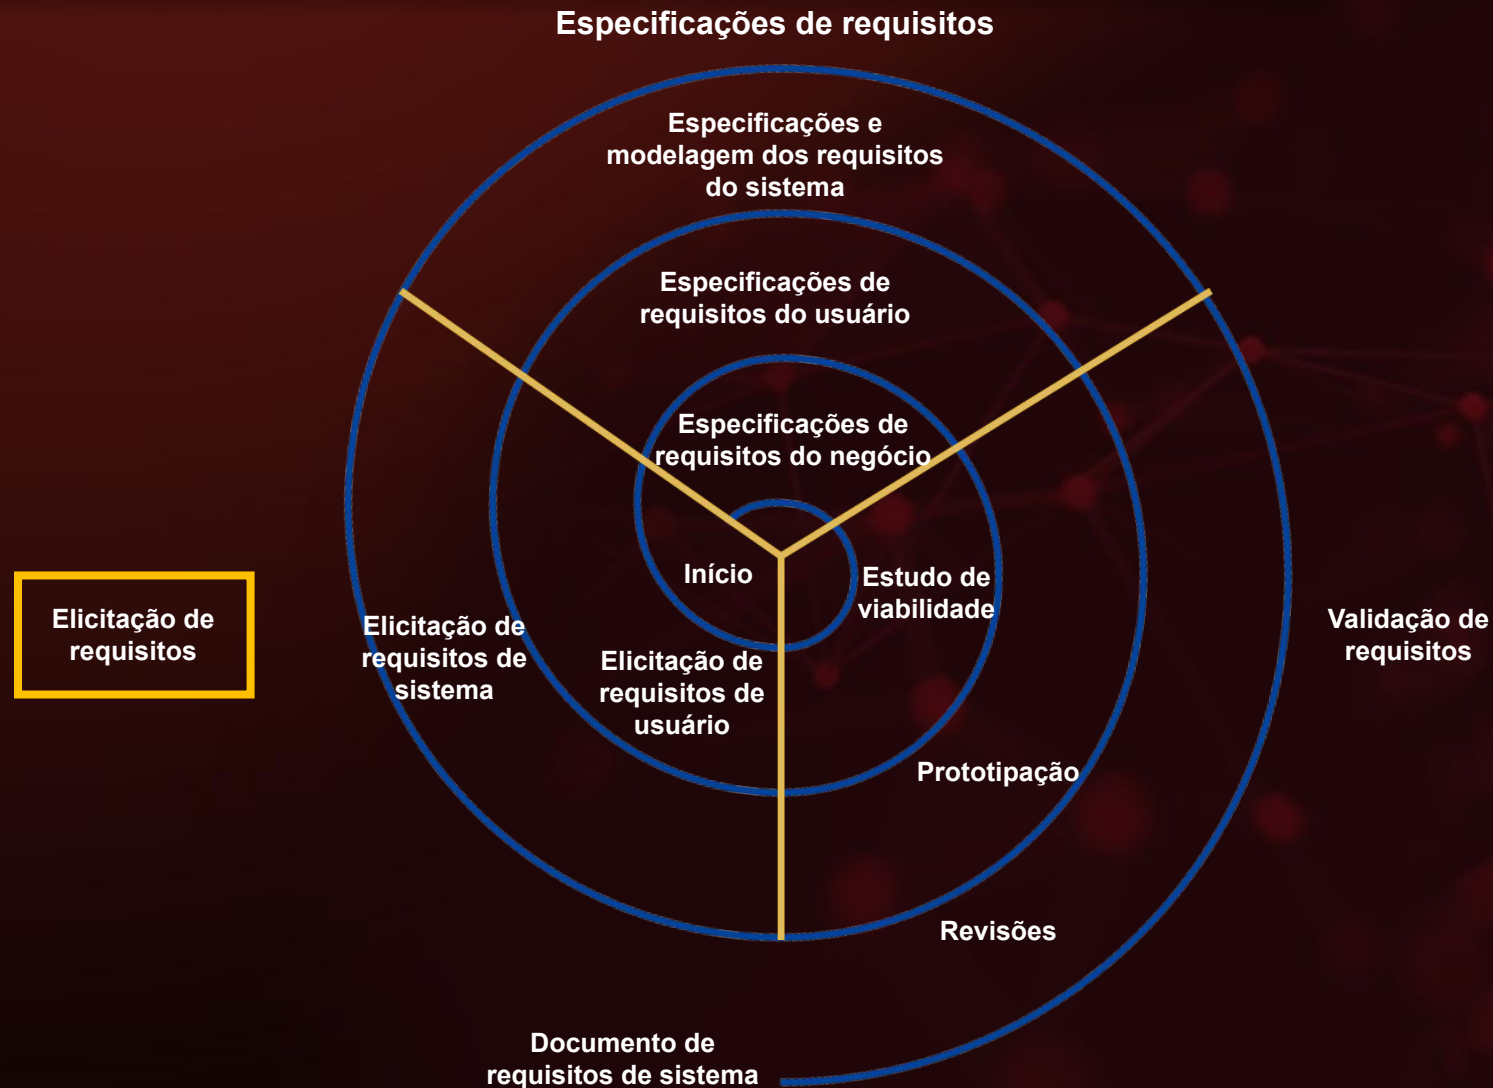 Especificações de requisitos
Especificações e
modelagem dos requisitos
do sistema
Especificações de
requisitos do usuário
Especificações de
requisitos do negócio
Início
Estudo de
viabilidade
Elicitação de
requisitos
Elicitação de
requisitos de
sistema
Elicitação de
requisitos de
usuário
Validação de
requisitos
Prototipação
Revisões
Documento de
requisitos de sistema